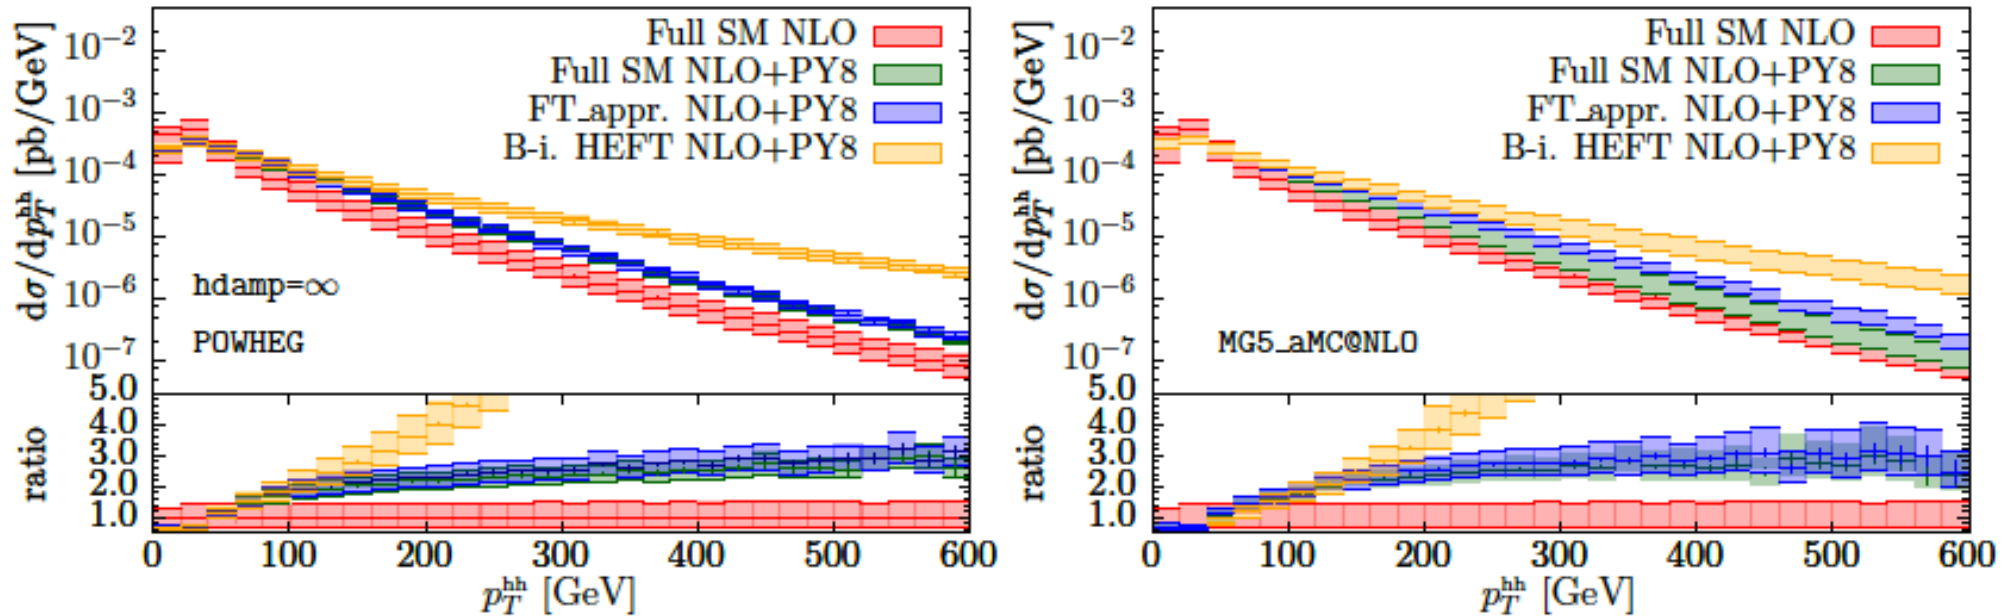 dσ/dp_T^hh [pb/GeV]
10⁻²
10⁻³
10⁻⁴
10⁻⁵
10⁻⁶
10⁻⁷
Full SM NLO
Full SM NLO+PY8
FT_appr. NLO+PY8
B-i. HEFT NLO+PY8
hdamp=∞
POWHEG
ratio
5.0
4.0
3.0
2.0
1.0
0 100 200 300 400 500 600
p_T^hh [GeV]
dσ/dp_T^hh [pb/GeV]
10⁻²
10⁻³
10⁻⁴
10⁻⁵
10⁻⁶
10⁻⁷
Full SM NLO
Full SM NLO+PY8
FT_appr. NLO+PY8
B-i. HEFT NLO+PY8
MG5_aMC@NLO
ratio
5.0
4.0
3.0
2.0
1.0
0 100 200 300 400 500 600
p_T^hh [GeV]